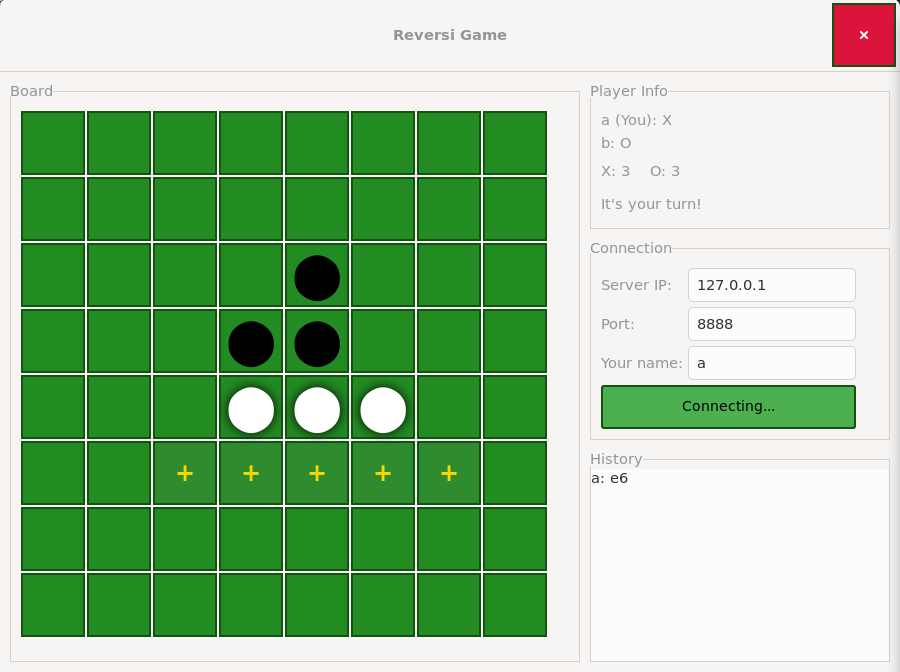 Reversi Game
×
Board
+ + + + +
Player Info
a (You): X
b: O
X: 3 O: 3
It's your turn!
Connection
Server IP: 127.0.0.1
Port: 8888
Your name: a
Connecting...
History
a: e6